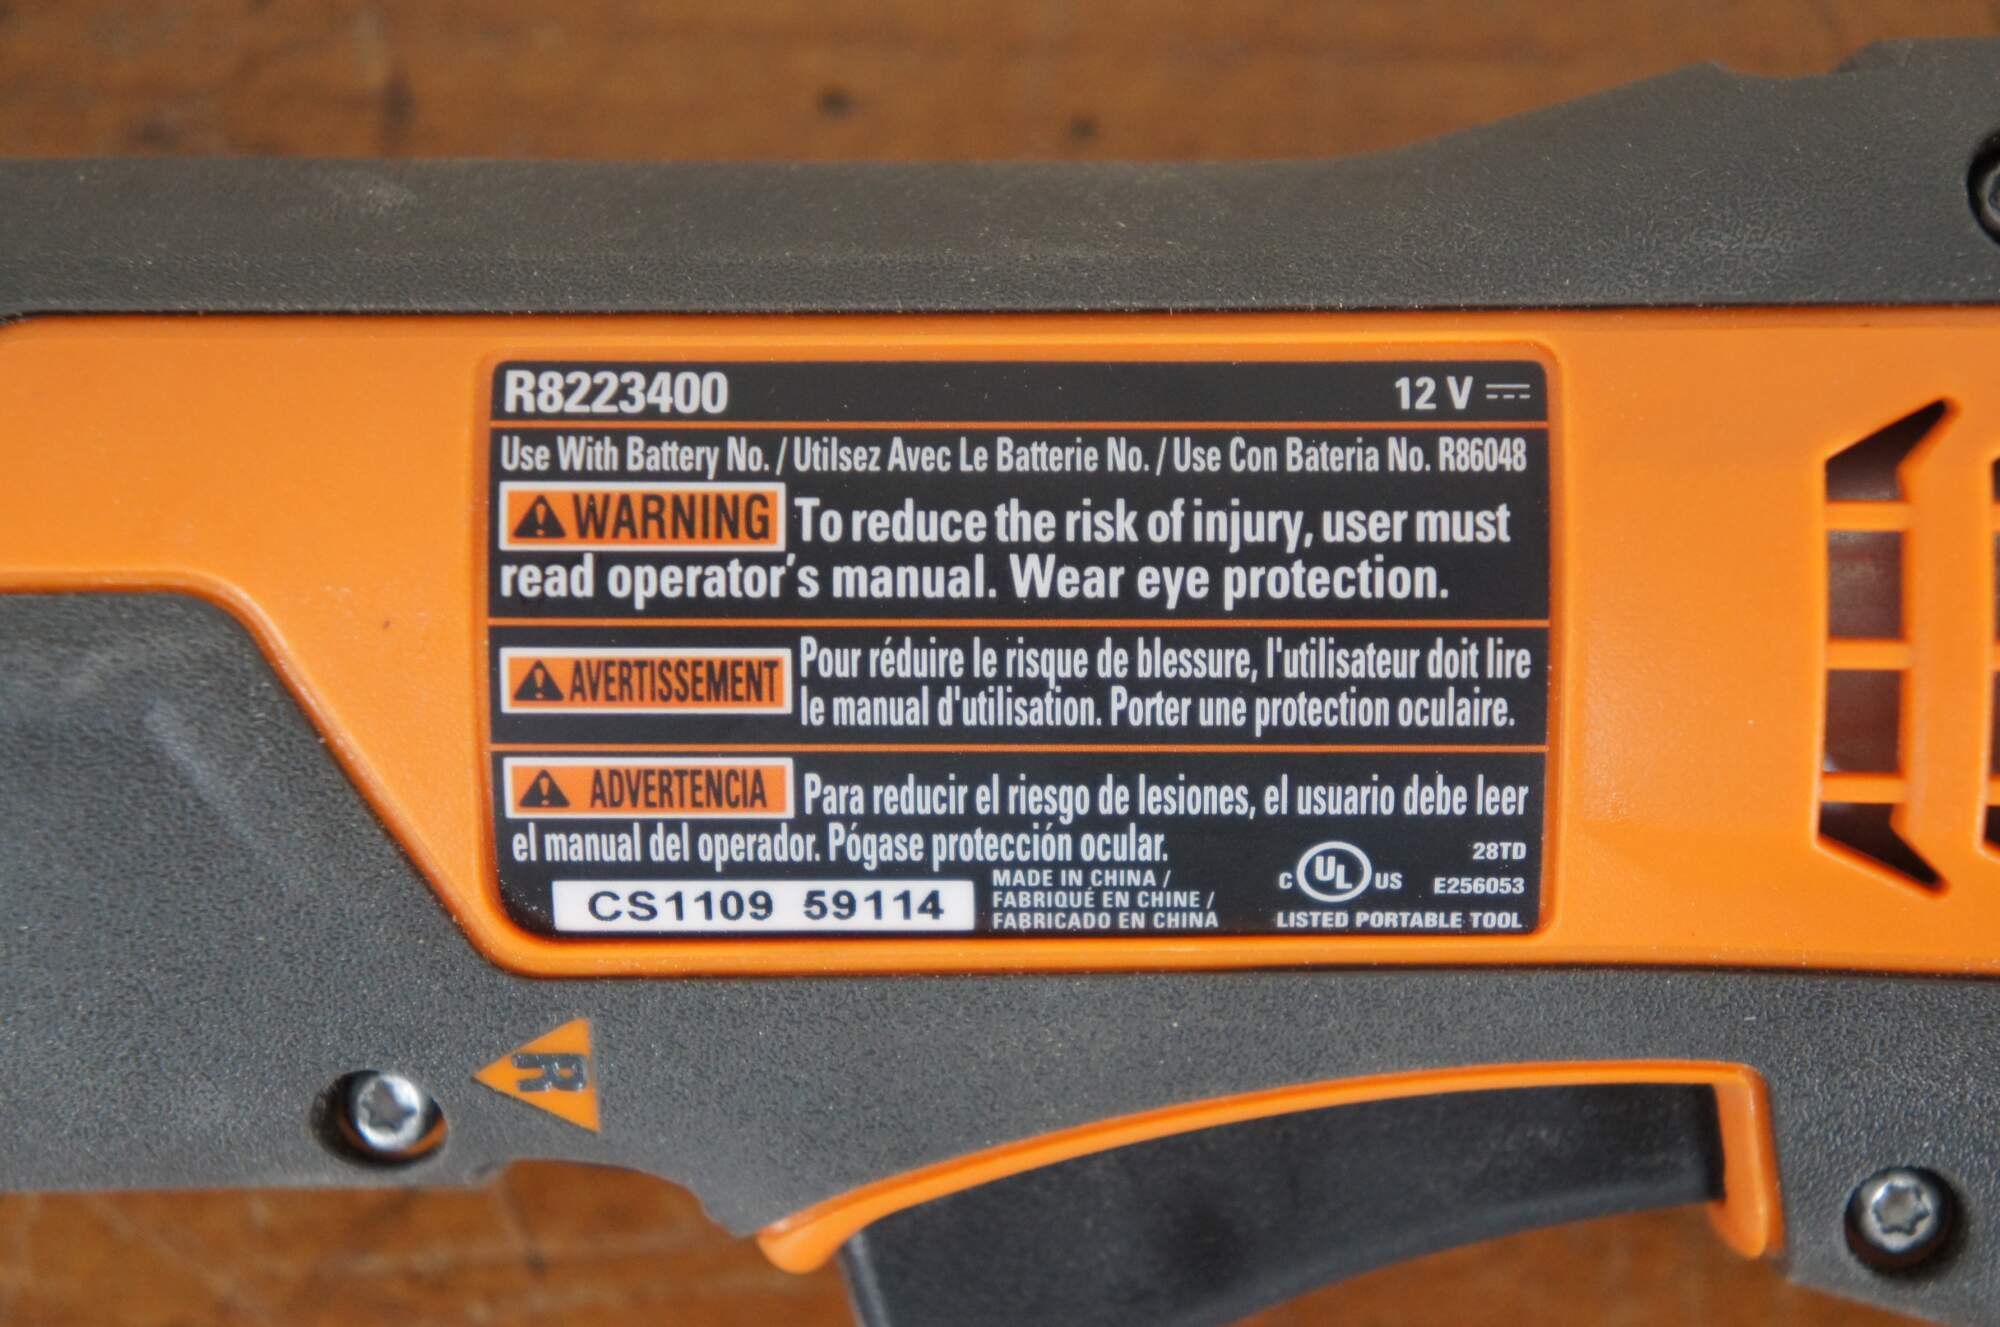 R8223400 12 V
Use With Battery No. / Utilsez Avec Le Batterie No. / Use Con Bateria No. R86048
WARNING To reduce the risk of injury, user must
read operator's manual. Wear eye protection.
AVERTISSEMENT Pour réduire le risque de blessure, l'utilisateur doit lire
le manual d'utilisation. Porter une protection oculaire.
ADVERTENCIA Para reducir el riesgo de lesiones, el usuario debe leer
el manual del operador. Pógase protección ocular.
CS1109 59114
MADE IN CHINA /
FABRIQUÉ EN CHINE /
FABRICADO EN CHINA
C UL US
28TD
E256053
LISTED PORTABLE TOOL
R